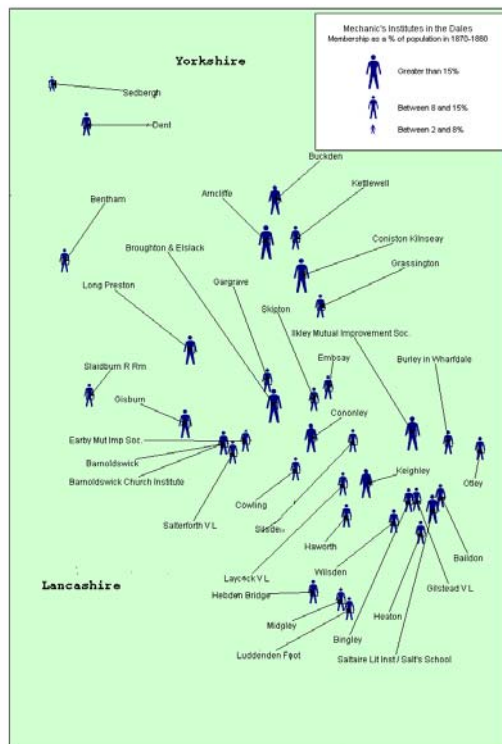 Mechanic's Institutes in the Dales
Membership as a % of population in 1870-1880
Greater than 15%
Between 8 and 15%
Between 2 and 8%
Yorkshire
Sedbergh
Dent
Buckden
Kettlewell
Bentham
Arncliffe
Broughton & Elslack
Coniston Kilnseay
Gargrave
Grassington
Long Preston
Skipton
Ilkley Mutual Improvement Soc.
Embsay
Burley in Wharfdale
Slaidburn R Rm
Gisburn
Cononley
Earby Mut Imp Soc.
Barnoldswick
Keighley
Otley
Barnoldswick Church Institute
Cowling
Salterforth V L
Silsden
Baildon
Haworth
Laycock V L
Wilsden
Lancashire
Gilstead V L
Hebden Bridge
Heaton
Midgley
Bingley
Luddenden Foot
Saltaire Lit Inst / Salt's School